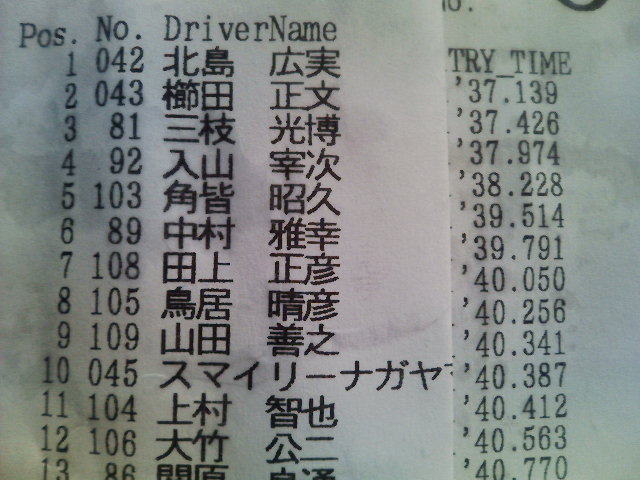 Pos. No. DriverName
1 042 北島 広実
2 043 櫛田 正文
3 81 三枝 光博
4 92 入山 宰次
5 103 角皆 昭久
6 89 中村 雅幸
7 108 田上 正彦
8 105 鳥居 晴彦
9 109 山田 善之
10 045 スマイリーナガヤ
11 104 上村 智也
12 106 大竹 公二
13 86
no.
TRY_TIME
'37.139
'37.426
'37.974
'38.228
'39.514
'39.791
'40.050
'40.256
'40.341
'40.387
'40.412
'40.563
'40.770